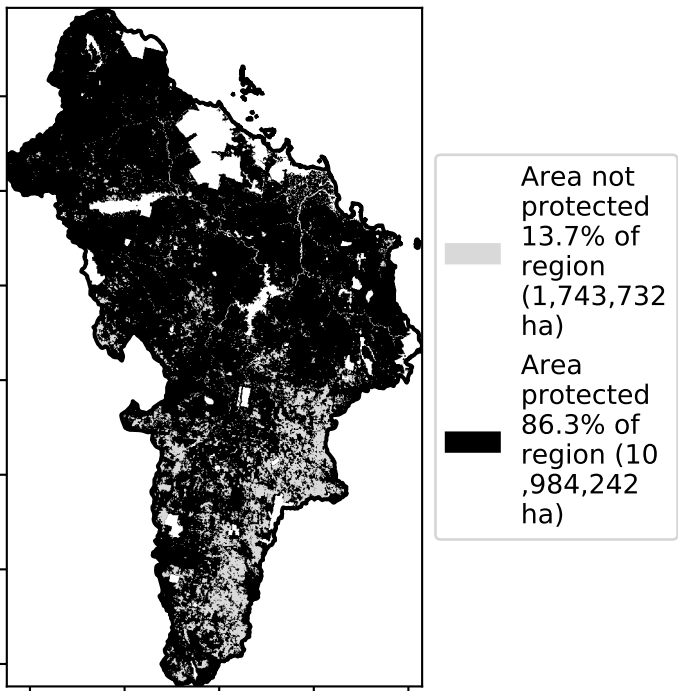 Area not
protected
13.7% of
region
(1,743,732
ha)
Area
protected
86.3% of
region (10
,984,242
ha)